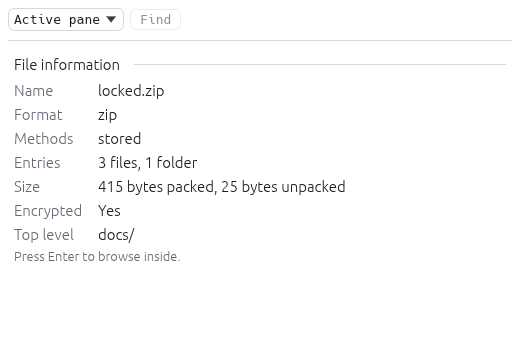 Active pane Find
File information
Name locked.zip
Format zip
Methods stored
Entries 3 files, 1 folder
Size 415 bytes packed, 25 bytes unpacked
Encrypted Yes
Top level docs/
Press Enter to browse inside.